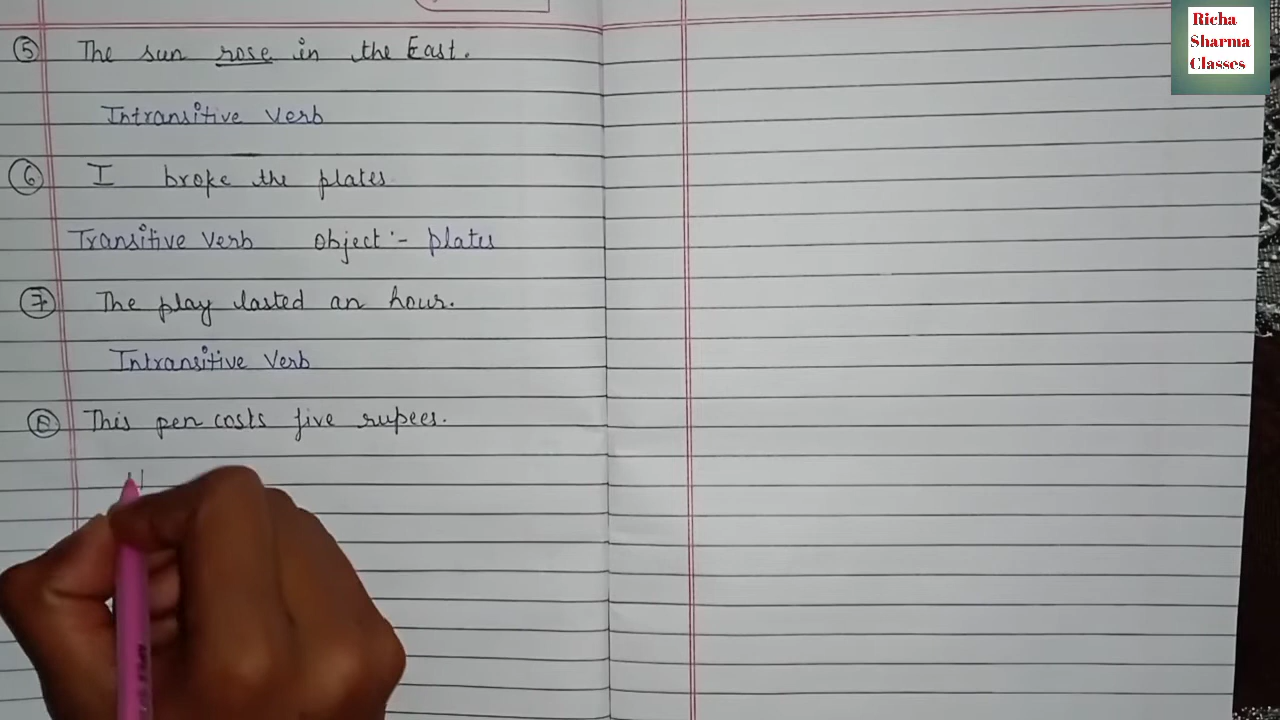 ⑤ The sun rose in the East.
Intransitive Verb
⑥ I broke the plates
Transitive Verb object :- plates
⑦ The play lasted an hour.
Intransitive Verb
⑧ This pen costs five rupees.
Richa
Sharma
Classes